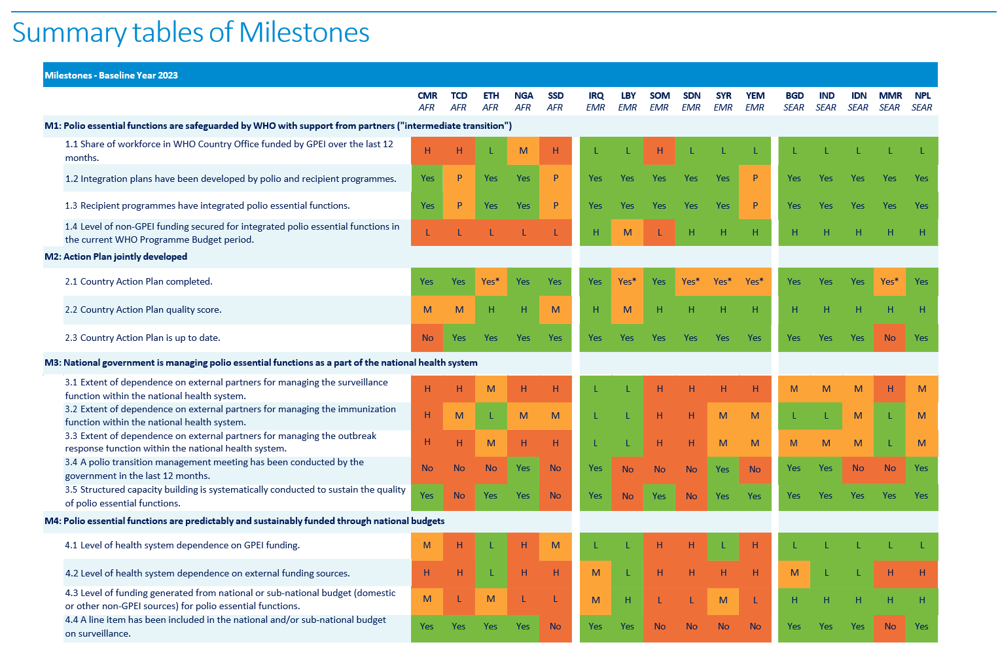 Summary tables of Milestones
Milestones - Baseline Year 2023
CMR TCD ETH NGA SSD IRQ LBY SOM SDN SYR YEM BGD IND IDN MMR NPL
AFR AFR AFR AFR AFR EMR EMR EMR EMR EMR EMR SEAR SEAR SEAR SEAR SEAR
M1: Polio essential functions are safeguarded by WHO with support from partners ("intermediate transition")
1.1 Share of workforce in WHO Country Office funded by GPEI over the last 12
months.
H H L M H L L H L L L L L L L L
1.2 Integration plans have been developed by polio and recipient programmes. Yes P Yes Yes P Yes Yes Yes Yes Yes P Yes Yes Yes Yes Yes
1.3 Recipient programmes have integrated polio essential functions. Yes P Yes Yes P Yes Yes Yes Yes Yes P Yes Yes Yes Yes Yes
1.4 Level of non-GPEI funding secured for integrated polio essential functions in
the current WHO Programme Budget period.
L L L L L H M L H H H H H H H H
M2: Action Plan jointly developed
2.1 Country Action Plan completed. Yes Yes Yes* Yes Yes Yes Yes* Yes Yes* Yes* Yes* Yes Yes Yes Yes* Yes
2.2 Country Action Plan quality score. M M H H M H M H H H H H H H H H
2.3 Country Action Plan is up to date. No Yes Yes Yes Yes Yes Yes Yes Yes Yes Yes Yes Yes Yes No Yes
M3: National government is managing polio essential functions as a part of the national health system
3.1 Extent of dependence on external partners for managing the surveillance
function within the national health system.
H H M H H L L H H H H M M M H M
3.2 Extent of dependence on external partners for managing the immunization
function within the national health system.
H M L M M L L H H M M L L M L M
3.3 Extent of dependence on external partners for managing the outbreak
response function within the national health system.
H H M H H L L H H M M M M M L M
3.4 A polio transition management meeting has been conducted by the
government in the last 12 months.
No No No Yes No Yes No No No Yes No Yes Yes No No Yes
3.5 Structured capacity building is systematically conducted to sustain the quality
of polio essential functions.
Yes No Yes Yes No Yes No Yes No Yes Yes Yes Yes Yes Yes Yes
M4: Polio essential functions are predictably and sustainably funded through national budgets
4.1 Level of health system dependence on GPEI funding. M H L H M L L H H L H L L L L L
4.2 Level of health system dependence on external funding sources. H H L H H M L H H H H M L L H H
4.3 Level of funding generated from national or sub-national budget (domestic
or other non-GPEI sources) for polio essential functions.
M L M L L M H L L M L H H H H H
4.4 A line item has been included in the national and/or sub-national budget
on surveillance.
Yes Yes Yes Yes No Yes Yes No No No No Yes Yes Yes No Yes